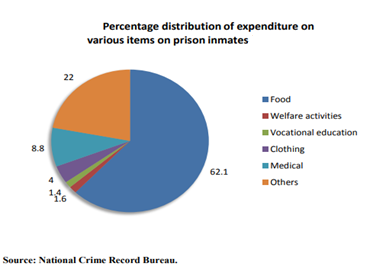 Percentage distribution of expenditure on
various items on prison inmates
22
8.8
4
1.4
1.6
62.1
Food
Welfare activities
Vocational education
Clothing
Medical
Others
Source: National Crime Record Bureau.